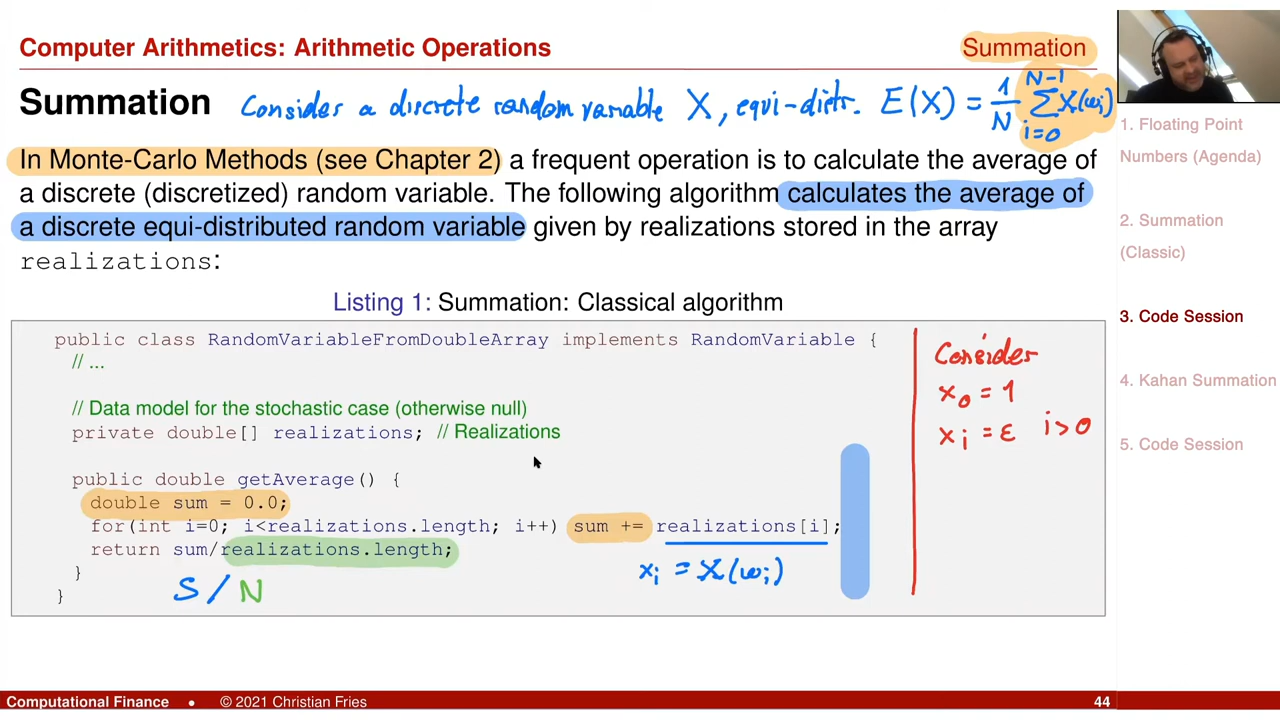 Computer Arithmetics: Arithmetic Operations
Summation
Summation Consider a discrete random variable X, equi-distr. E(X) = 1/N N-1 Σ i=0 X(ωi)
In Monte-Carlo Methods (see Chapter 2) a frequent operation is to calculate the average of
a discrete (discretized) random variable. The following algorithm calculates the average of
a discrete equi-distributed random variable given by realizations stored in the array
realizations:
Listing 1: Summation: Classical algorithm
public class RandomVariableFromDoubleArray implements RandomVariable {
// ...
// Data model for the stochastic case (otherwise null)
private double[] realizations; // Realizations
public double getAverage() {
double sum = 0.0;
for(int i=0; i<realizations.length; i++) sum += realizations[i];
return sum/realizations.length;
}
}
S / N
xi = X(ωi)
Consider
x0 = 1
xi = ε i>0
1. Floating Point
Numbers (Agenda)
2. Summation
(Classic)
3. Code Session
4. Kahan Summation
5. Code Session
Computational Finance • © 2021 Christian Fries
44